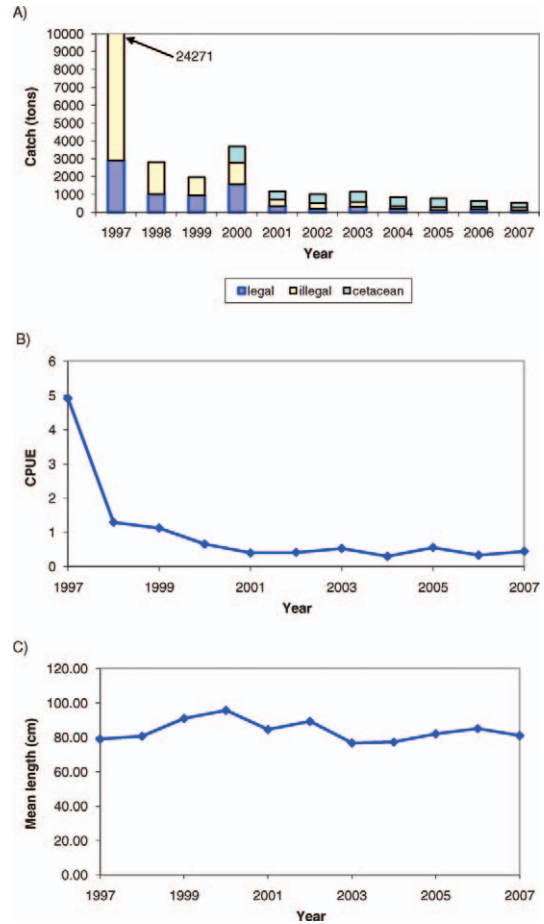 A)
10000
9000
8000
7000
6000
5000
4000
3000
2000
1000
0
Catch (tons)
24271
1997 1998 1999 2000 2001 2002 2003 2004 2005 2006 2007
Year
legal illegal cetacean
B)
6
5
4
3
2
1
0
CPUE
1997 1999 2001 2003 2005 2007
Year
C)
120.00
100.00
80.00
60.00
40.00
20.00
0.00
Mean length (cm)
1997 1999 2001 2003 2005 2007
Year